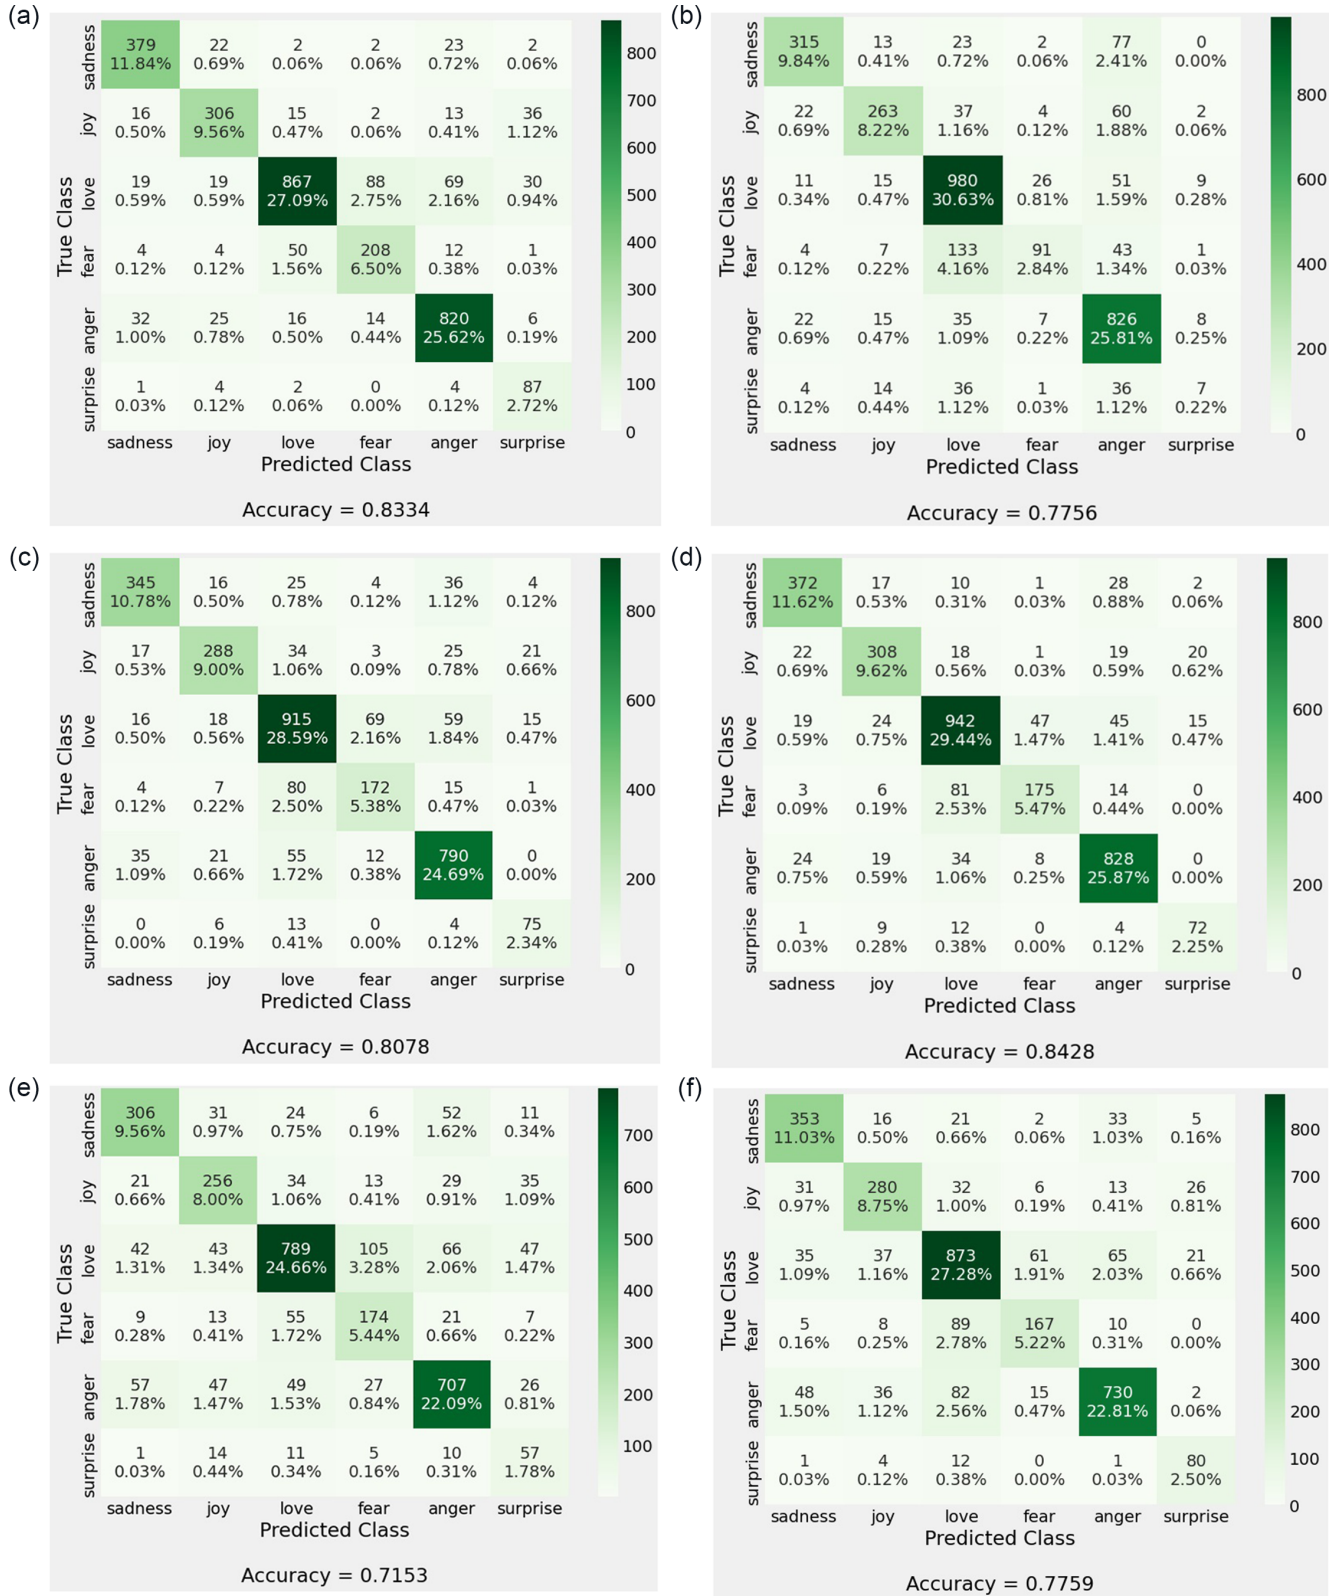 (a)
sadness 379 22 2 2 23 2
11.84% 0.69% 0.06% 0.06% 0.72% 0.06%
joy 16 306 15 2 13 36
0.50% 9.56% 0.47% 0.06% 0.41% 1.12%
love 19 19 867 88 69 30
0.59% 0.59% 27.09% 2.75% 2.16% 0.94%
fear 4 4 50 208 12 1
0.12% 0.12% 1.56% 6.50% 0.38% 0.03%
anger 32 25 16 14 820 6
1.00% 0.78% 0.50% 0.44% 25.62% 0.19%
surprise 1 4 2 0 4 87
0.03% 0.12% 0.06% 0.00% 0.12% 2.72%
True Class
sadness joy love fear anger surprise
Predicted Class
Accuracy = 0.8334
800
700
600
500
400
300
200
100
0
(b)
sadness 315 13 23 2 77 0
9.84% 0.41% 0.72% 0.06% 2.41% 0.00%
joy 22 263 37 4 60 2
0.69% 8.22% 1.16% 0.12% 1.88% 0.06%
love 11 15 980 26 51 9
0.34% 0.47% 30.63% 0.81% 1.59% 0.28%
fear 4 7 133 91 43 1
0.12% 0.22% 4.16% 2.84% 1.34% 0.03%
anger 22 15 35 7 826 8
0.69% 0.47% 1.09% 0.22% 25.81% 0.25%
surprise 4 14 36 1 36 7
0.12% 0.44% 1.12% 0.03% 1.12% 0.22%
True Class
sadness joy love fear anger surprise
Predicted Class
Accuracy = 0.7756
800
600
400
200
0
(c)
sadness 345 16 25 4 36 4
10.78% 0.50% 0.78% 0.12% 1.12% 0.12%
joy 17 288 34 3 25 21
0.53% 9.00% 1.06% 0.09% 0.78% 0.66%
love 16 18 915 69 59 15
0.50% 0.56% 28.59% 2.16% 1.84% 0.47%
fear 4 7 80 172 15 1
0.12% 0.22% 2.50% 5.38% 0.47% 0.03%
anger 35 21 55 12 790 0
1.09% 0.66% 1.72% 0.38% 24.69% 0.00%
surprise 0 6 13 0 4 75
0.00% 0.19% 0.41% 0.00% 0.12% 2.34%
True Class
sadness joy love fear anger surprise
Predicted Class
Accuracy = 0.8078
800
600
400
200
0
(d)
sadness 372 17 10 1 28 2
11.62% 0.53% 0.31% 0.03% 0.88% 0.06%
joy 22 308 18 1 19 20
0.69% 9.62% 0.56% 0.03% 0.59% 0.62%
love 19 24 942 47 45 15
0.59% 0.75% 29.44% 1.47% 1.41% 0.47%
fear 3 6 81 175 14 0
0.09% 0.19% 2.53% 5.47% 0.44% 0.00%
anger 24 19 34 8 828 0
0.75% 0.59% 1.06% 0.25% 25.87% 0.00%
surprise 1 9 12 0 4 72
0.03% 0.28% 0.38% 0.00% 0.12% 2.25%
True Class
sadness joy love fear anger surprise
Predicted Class
Accuracy = 0.8428
800
600
400
200
0
(e)
sadness 306 31 24 6 52 11
9.56% 0.97% 0.75% 0.19% 1.62% 0.34%
joy 21 256 34 13 29 35
0.66% 8.00% 1.06% 0.41% 0.91% 1.09%
love 42 43 789 105 66 47
1.31% 1.34% 24.66% 3.28% 2.06% 1.47%
fear 9 13 55 174 21 7
0.28% 0.41% 1.72% 5.44% 0.66% 0.22%
anger 57 47 49 27 707 26
1.78% 1.47% 1.53% 0.84% 22.09% 0.81%
surprise 1 14 11 5 10 57
0.03% 0.44% 0.34% 0.16% 0.31% 1.78%
True Class
sadness joy love fear anger surprise
Predicted Class
Accuracy = 0.7153
700
600
500
400
300
200
100
(f)
sadness 353 16 21 2 33 5
11.03% 0.50% 0.66% 0.06% 1.03% 0.16%
joy 31 280 32 6 13 26
0.97% 8.75% 1.00% 0.19% 0.41% 0.81%
love 35 37 873 61 65 21
1.09% 1.16% 27.28% 1.91% 2.03% 0.66%
fear 5 8 89 167 10 0
0.16% 0.25% 2.78% 5.22% 0.31% 0.00%
anger 48 36 82 15 730 2
1.50% 1.12% 2.56% 0.47% 22.81% 0.06%
surprise 1 4 12 0 1 80
0.03% 0.12% 0.38% 0.00% 0.03% 2.50%
True Class
sadness joy love fear anger surprise
Predicted Class
Accuracy = 0.7759
800
700
600
500
400
300
200
100
0